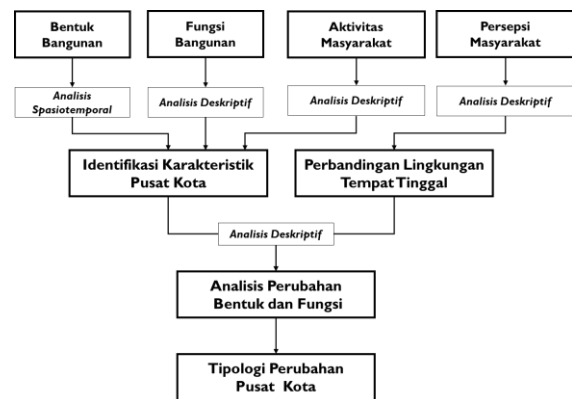 Bentuk
Bangunan
Fungsi
Bangunan
Aktivitas
Masyarakat
Persepsi
Masyarakat
Analisis
Spasiotemporal
Analisis Deskriptif
Analisis Deskriptif
Analisis Deskriptif
Identifikasi Karakteristik
Pusat Kota
Perbandingan Lingkungan
Tempat Tinggal
Analisis Deskriptif
Analisis Perubahan
Bentuk dan Fungsi
Tipologi Perubahan
Pusat Kota